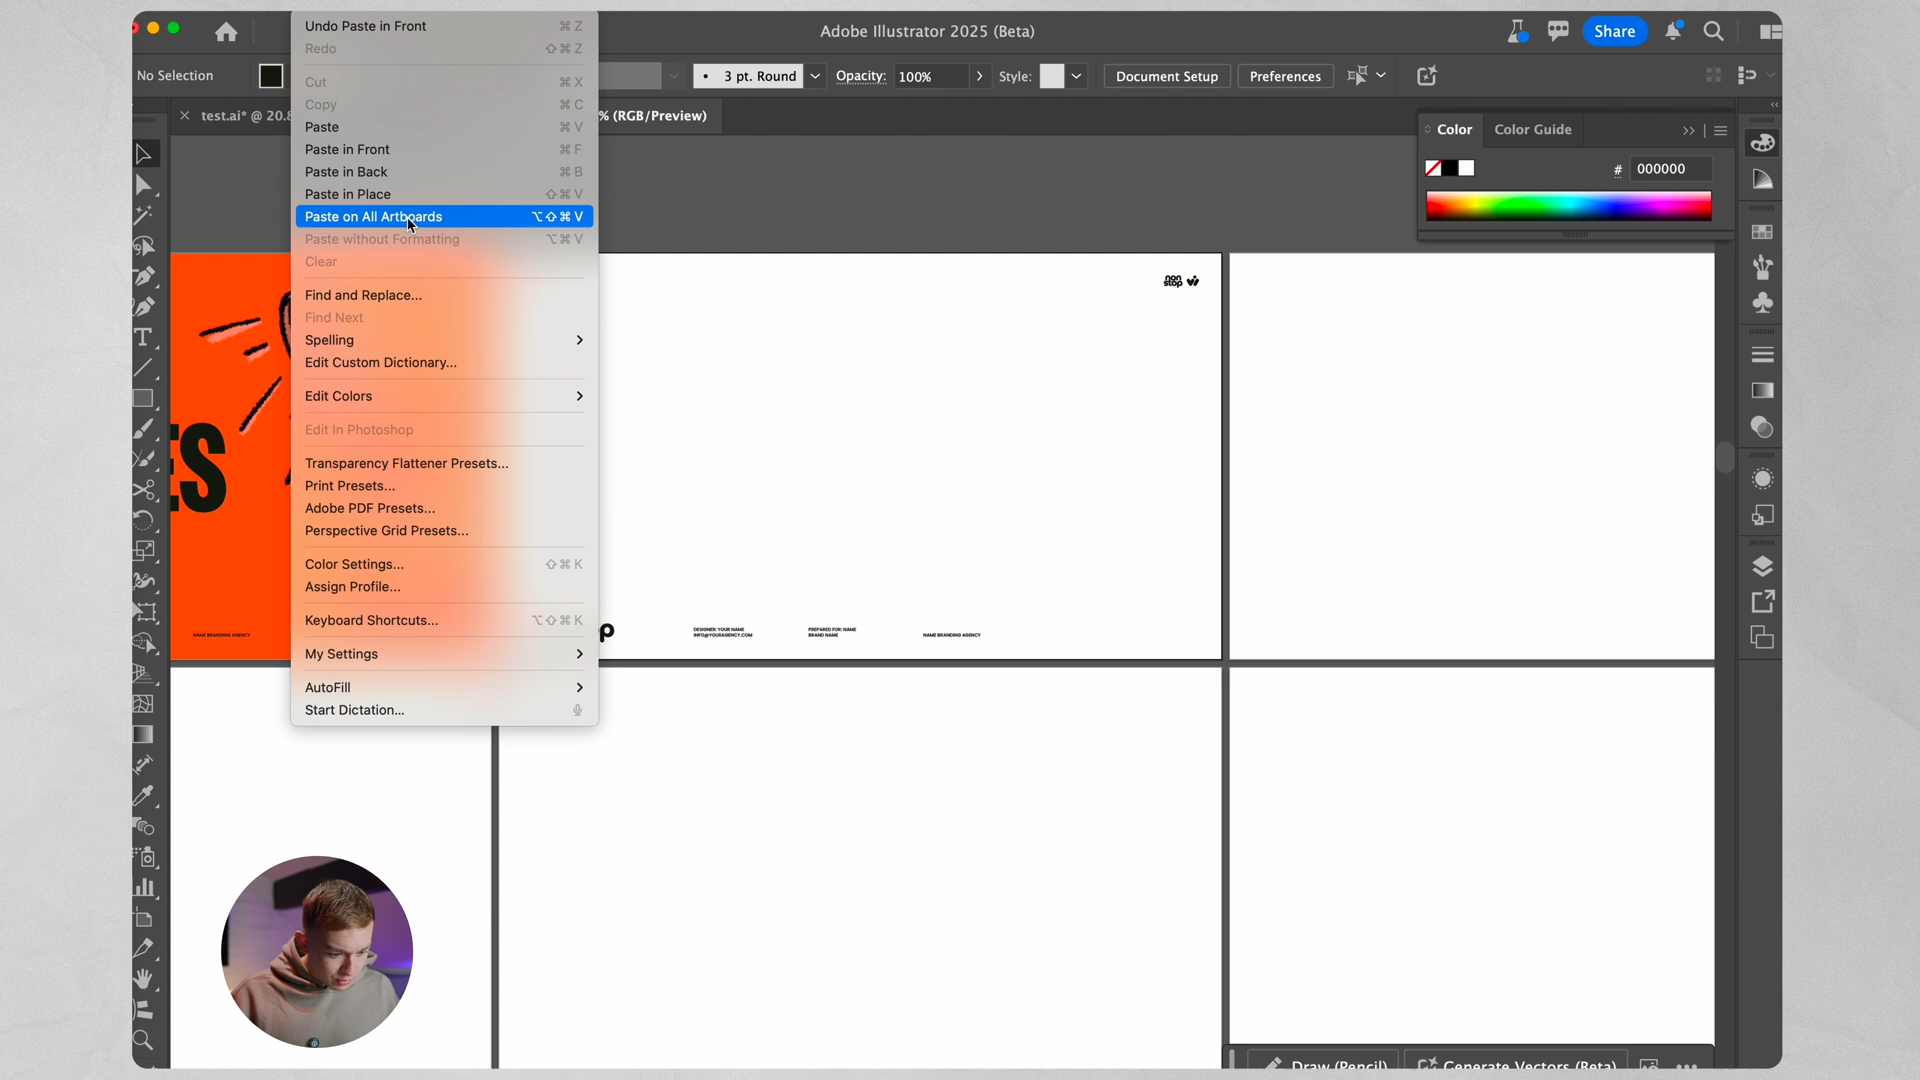 Adobe Illustrator 2025 (Beta)
Share
No Selection
3 pt. Round
Opacity:
100%
Style:
Document Setup
Preferences
test.ai* @ 20.8
% (RGB/Preview)
Undo Paste in Front ⌘ Z
Redo ⇧ ⌘ Z
Cut ⌘ X
Copy ⌘ C
Paste ⌘ V
Paste in Front ⌘ F
Paste in Back ⌘ B
Paste in Place ⇧ ⌘ V
Paste on All Artboards ⌥ ⇧ ⌘ V
Paste without Formatting ⌥ ⌘ V
Clear
Find and Replace...
Find Next
Spelling
Edit Custom Dictionary...
Edit Colors
Edit In Photoshop
Transparency Flattener Presets...
Print Presets...
Adobe PDF Presets...
Perspective Grid Presets...
Color Settings... ⇧ ⌘ K
Assign Profile...
Keyboard Shortcuts... ⌥ ⇧ ⌘ K
My Settings
AutoFill
Start Dictation...
Color
Color Guide
# 000000
non
stop
ES
NAME BRANDING AGENCY
op
DESIGNER: YOUR NAME
INFO@YOURAGENCY.COM
PREPARED FOR: NAME
BRAND NAME
NAME BRANDING AGENCY
Draw (Pencil)
Generate Vectors (Beta)